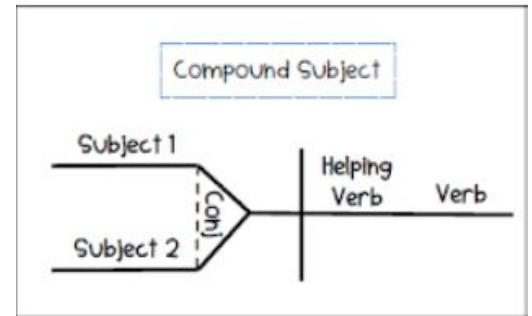 Compound Subject
Subject 1
Helping
Verb
Verb
Conj
Subject 2